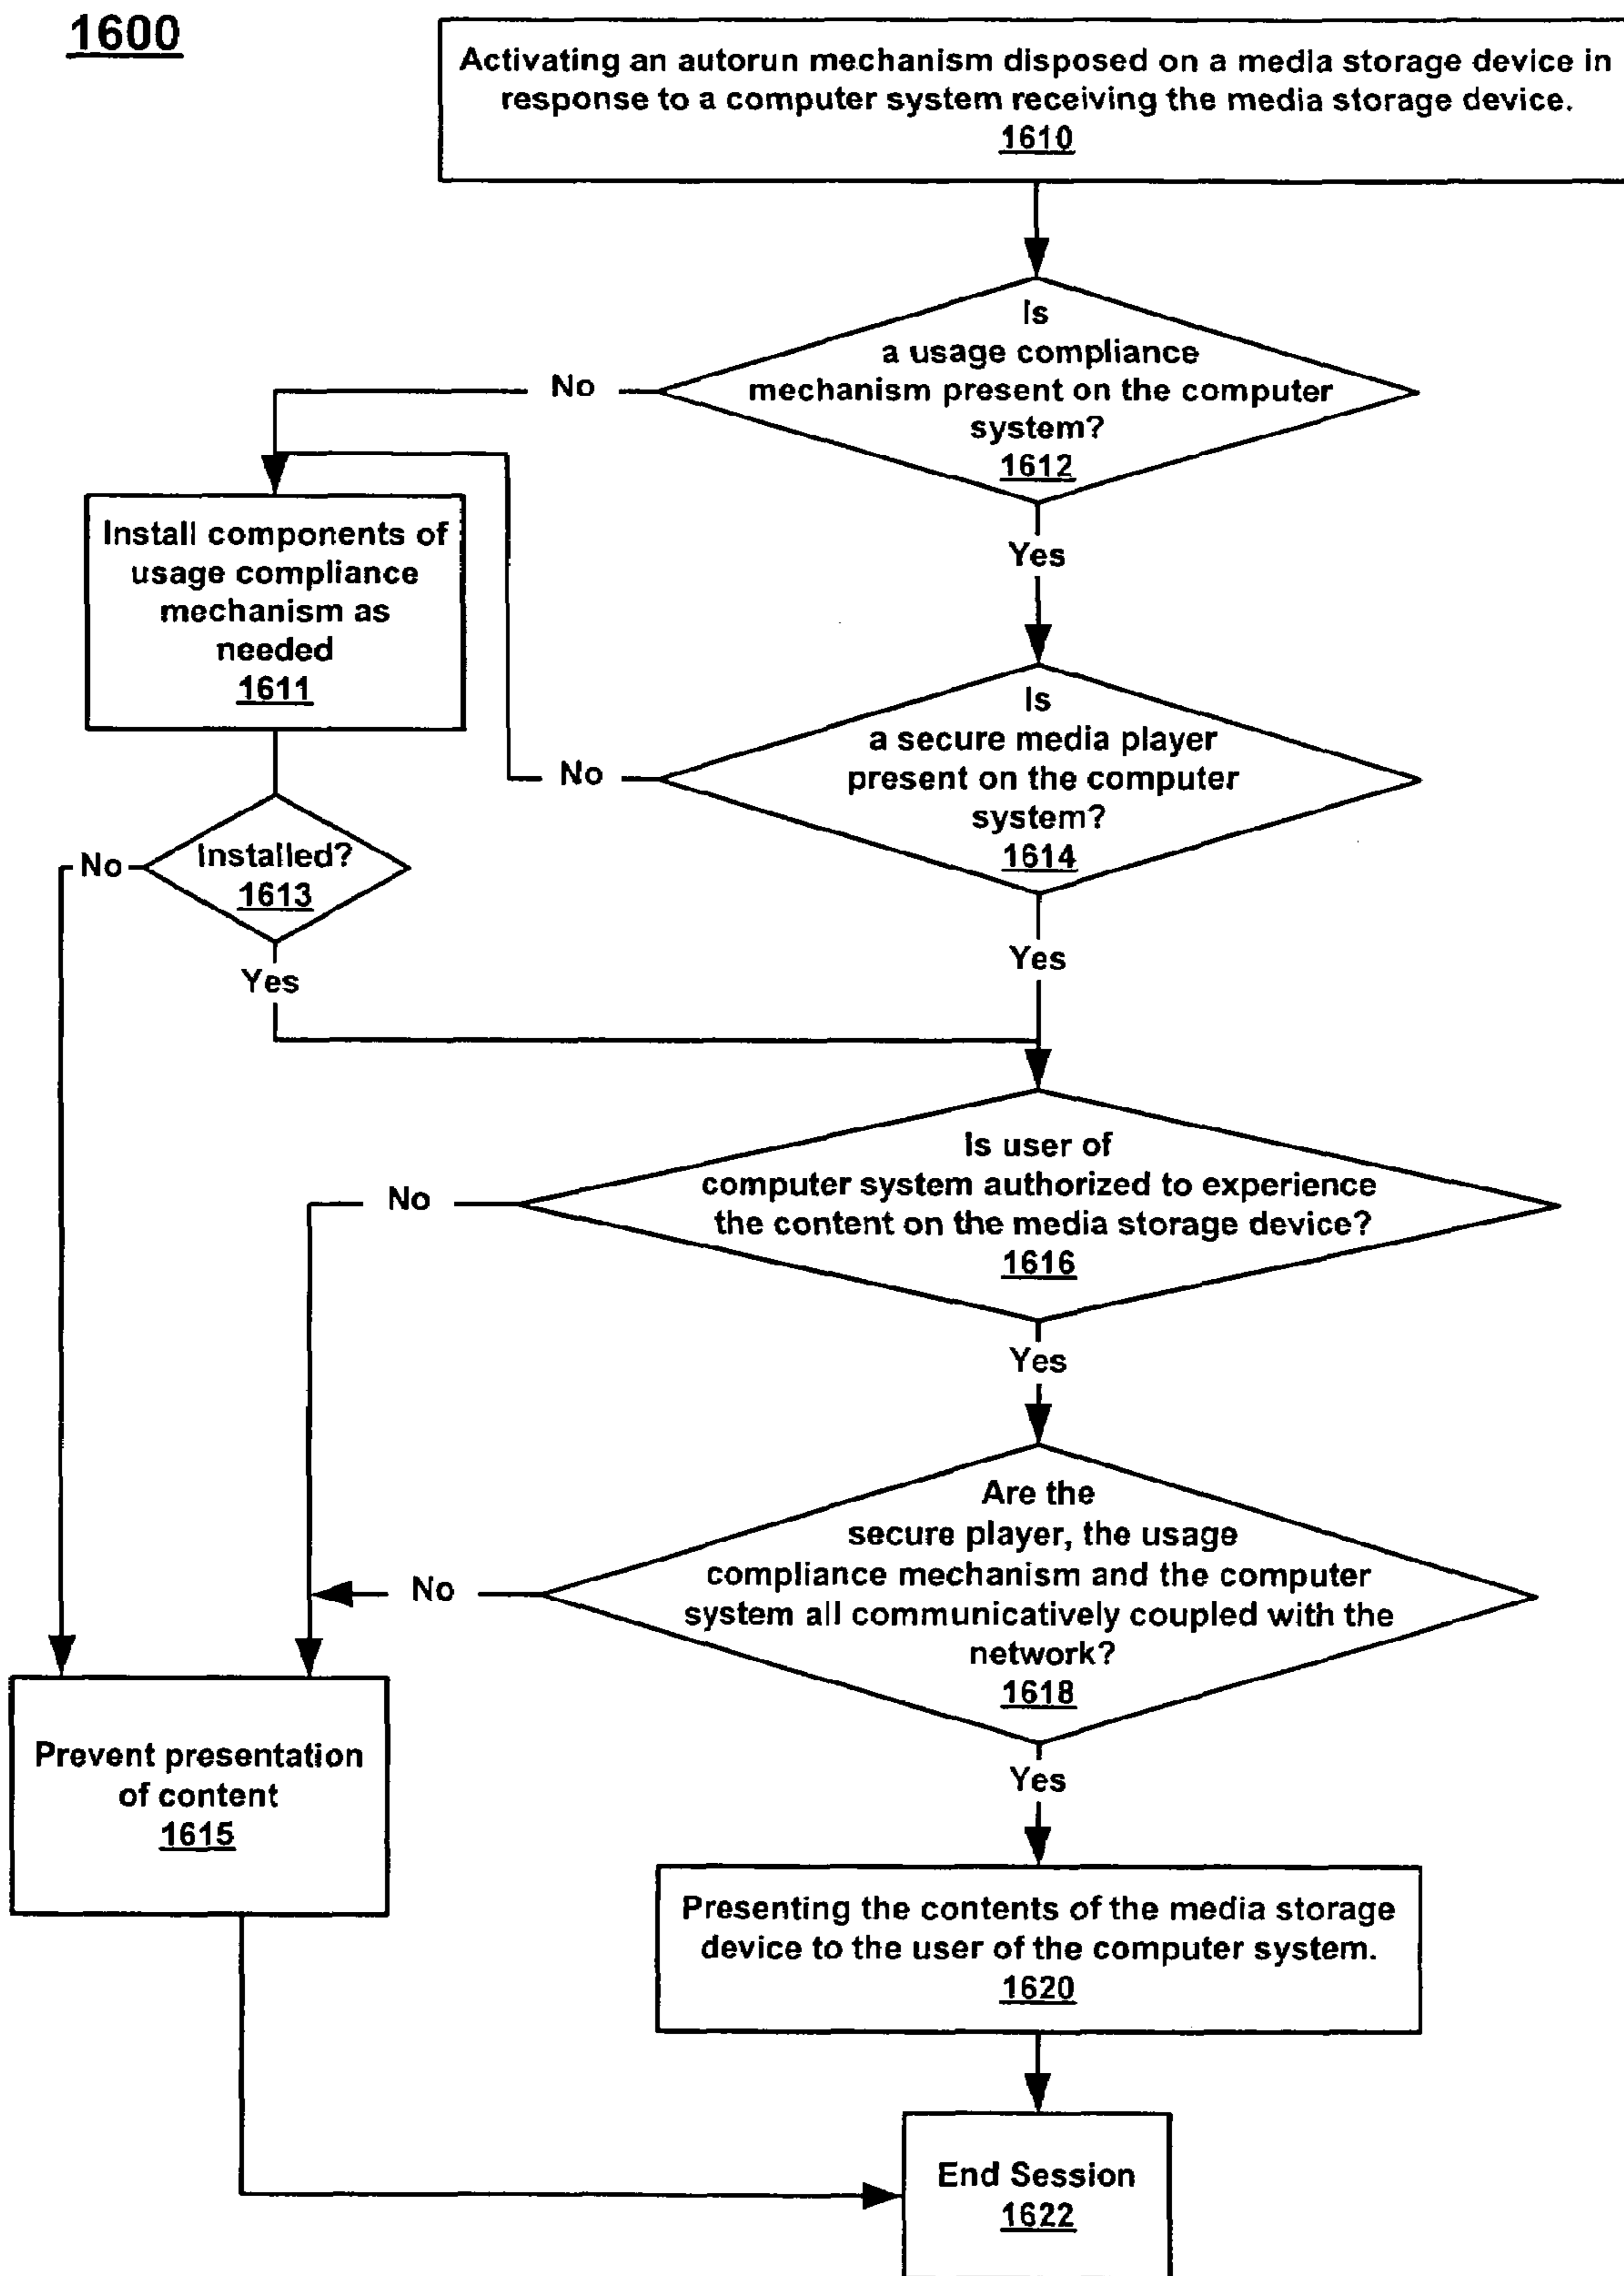 1600
Activating an autorun mechanism disposed on a media storage device in
response to a computer system receiving the media storage device.
1610
Is
a usage compliance
mechanism present on the computer
system?
1612
No
Yes
Install components of
usage compliance
mechanism as
needed
1611
Is
a secure media player
present on the computer
system?
1614
No
Yes
Installed?
1613
No
Yes
Is user of
computer system authorized to experience
the content on the media storage device?
1616
No
Yes
Are the
secure player, the usage
compliance mechanism and the computer
system all communicatively coupled with the
network?
1618
No
Yes
Prevent presentation
of content
1615
Presenting the contents of the media storage
device to the user of the computer system.
1620
End Session
1622